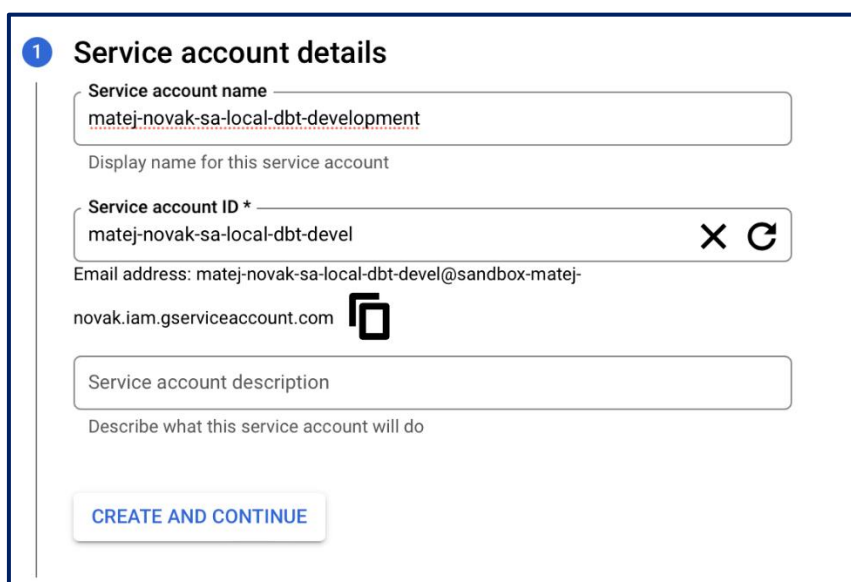 1 Service account details
Service account name
matej-novak-sa-local-dbt-development
Display name for this service account
Service account ID *
matej-novak-sa-local-dbt-devel
Email address: matej-novak-sa-local-dbt-devel@sandbox-matej-
novak.iam.gserviceaccount.com
Service account description
Describe what this service account will do
CREATE AND CONTINUE